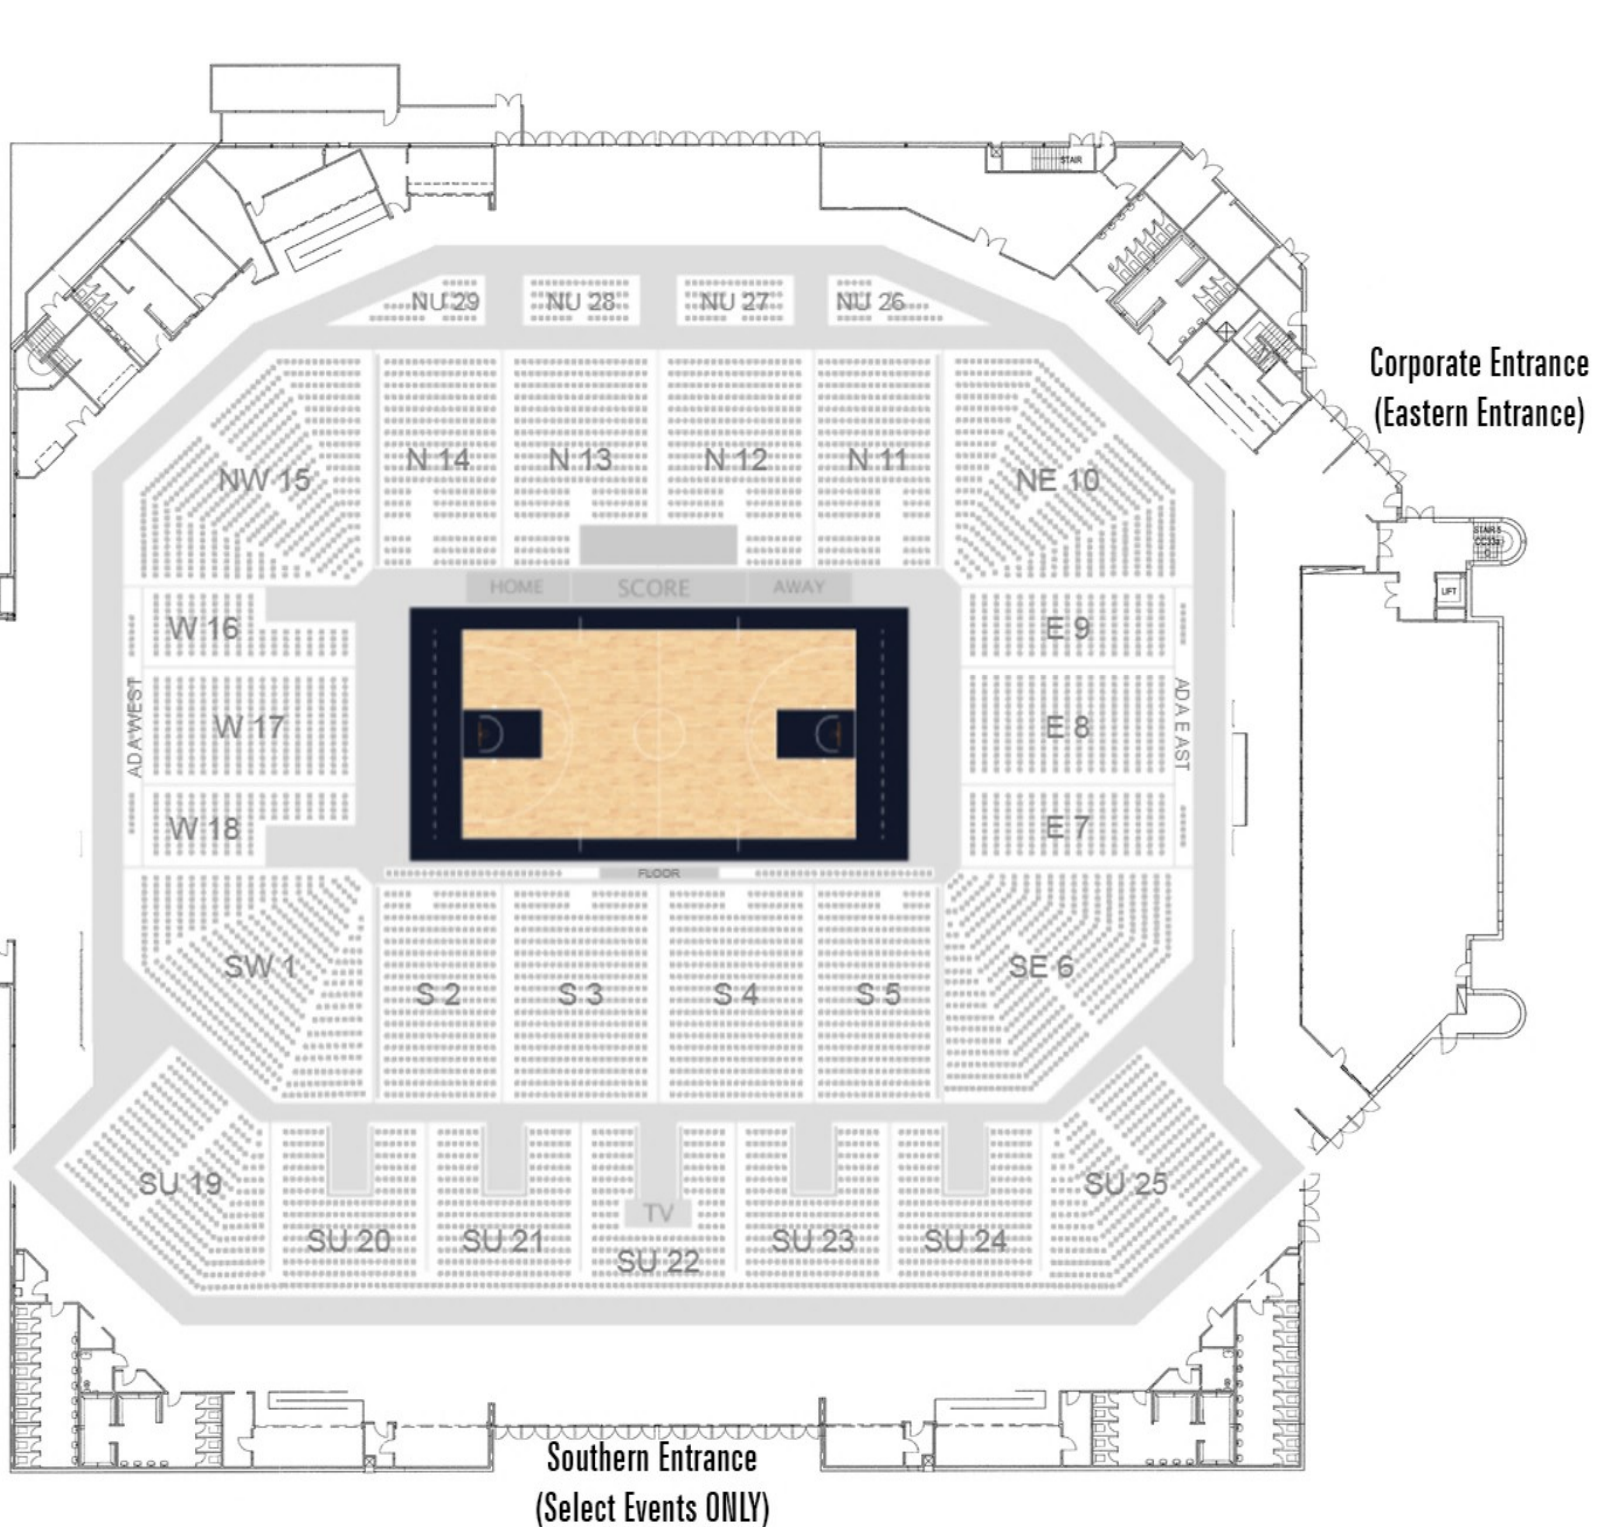 STAIR
NU 29
NU 28
NU 27
NU 26
Corporate Entrance
(Eastern Entrance)
N 14
N 13
N 12
N 11
NW 15
NE 10
STAIR 5
LIFT
HOME
SCORE
AWAY
W 16
E 9
ADA WEST
W 17
E 8
ADA EAST
W 18
E 7
FLOOR
SW 1
SE 6
S 2
S 3
S 4
S 5
SU 19
SU 25
TV
SU 20
SU 21
SU 22
SU 23
SU 24
Southern Entrance
(Select Events ONLY)